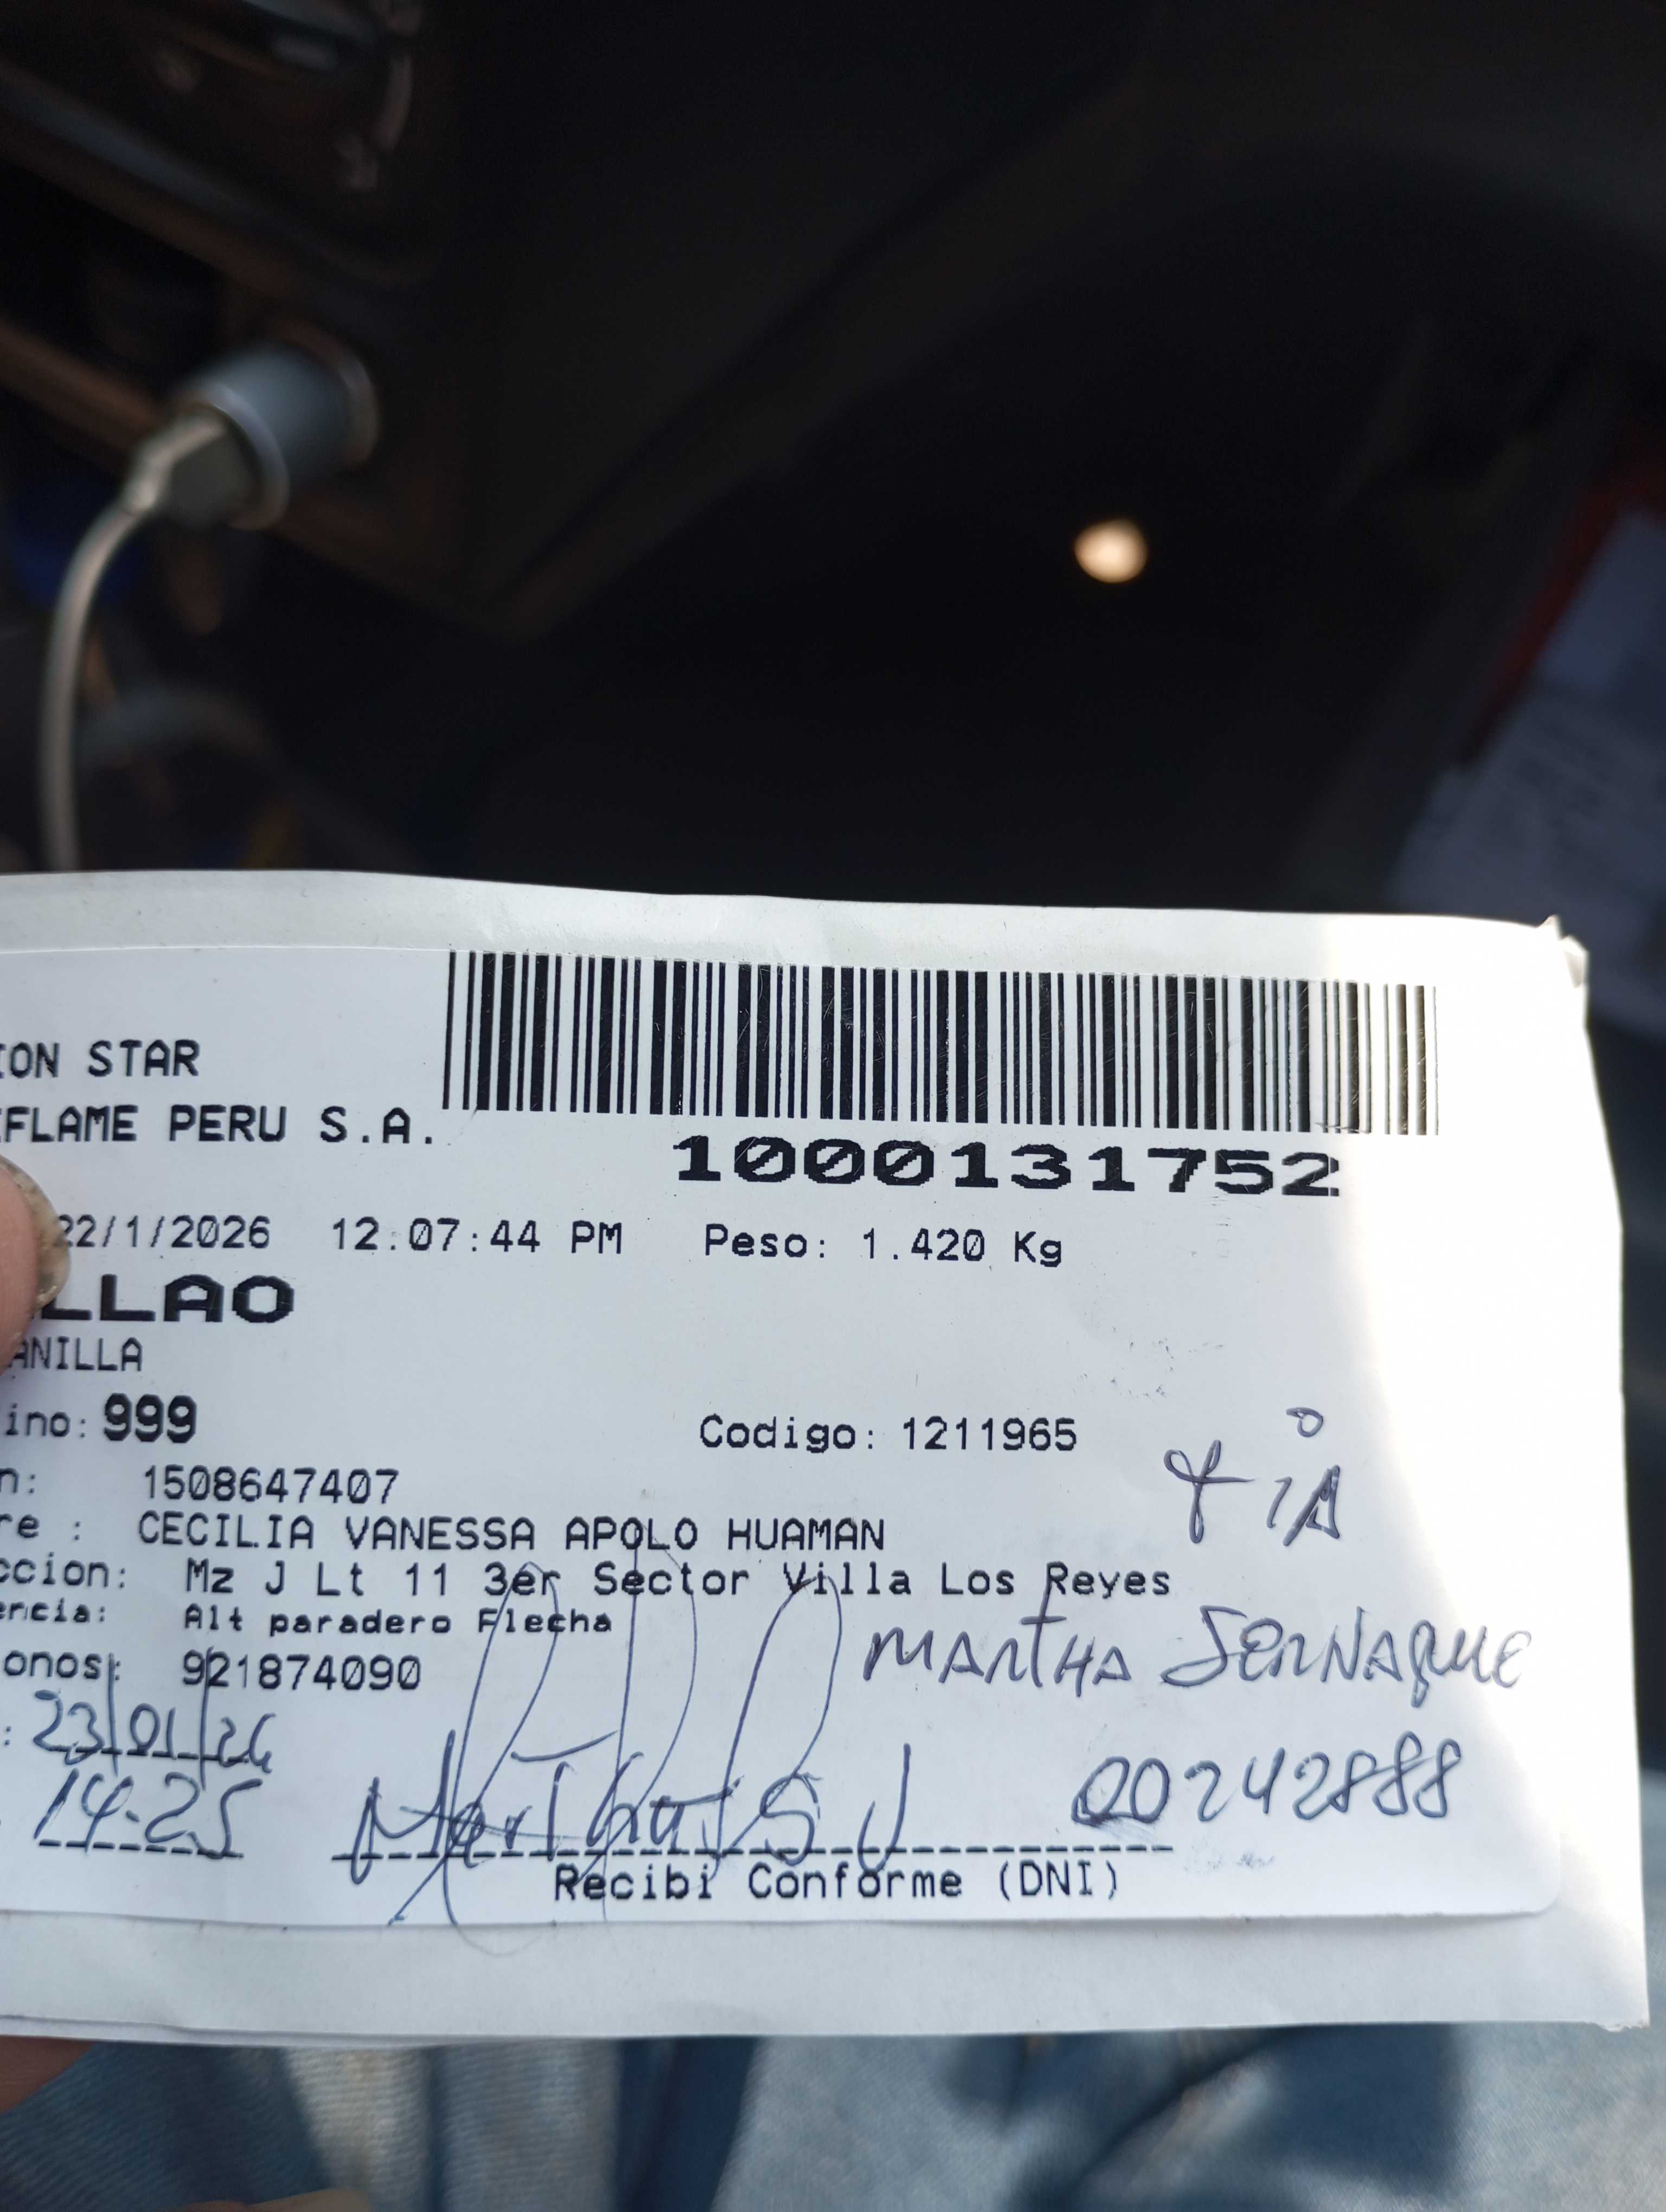 ION STAR
FLAME PERU S.A.
1000131752
22/1/2026 12:07:44 PM Peso: 1.420 Kg
LLAO
ANILLA
ino: 999 Codigo: 1211965
n: 1508647407
TiA
re : CECILIA VANESSA APOLO HUAMAN
ccion: Mz J Lt 11 3er Sector Villa Los Reyes
encia: Alt paradero Flecha
MARTHA SERNAQUE
onos: 921874090
: 23/01/26
14:25
Martha S J
00242888
Recibi Conforme (DNI)